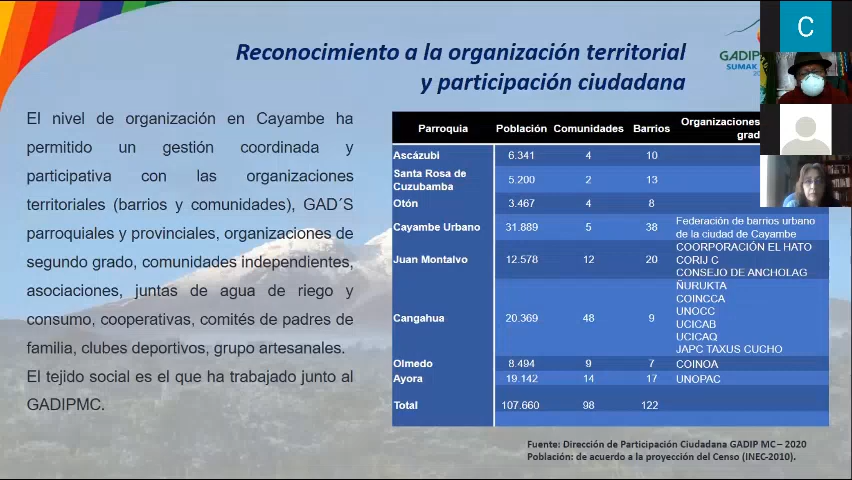 Reconocimiento a la organización territorial
y participación ciudadana
GADIP
SUMAK
C
El nivel de organización en Cayambe ha
permitido un gestión coordinada y
participativa con las organizaciones
territoriales (barrios y comunidades), GAD´S
parroquiales y provinciales, organizaciones de
segundo grado, comunidades independientes,
asociaciones, juntas de agua de riego y
consumo, cooperativas, comités de padres de
familia, clubes deportivos, grupo artesanales.
El tejido social es el que ha trabajado junto al
GADIPMC.
Parroquia Población Comunidades Barrios Organizaciones grad
Ascázubi 6.341 4 10
Santa Rosa de Cuzubamba 5.200 2 13
Otón 3.467 4 8
Cayambe Urbano 31.889 5 38 Federación de barrios urbano
de la ciudad de Cayambe
Juan Montalvo 12.578 12 20 COORPORACIÓN EL HATO
CORIJ C
CONSEJO DE ANCHOLAG
Cangahua 20.369 48 9 ÑURUKTA
COINCCA
UNOCC
UCICAB
UCICAQ
JAPC TAXUS CUCHO
Olmedo 8.494 9 7 COINOA
Ayora 19.142 14 17 UNOPAC
Total 107.660 98 122
Fuente: Dirección de Participación Ciudadana GADIP MC – 2020
Población: de acuerdo a la proyección del Censo (INEC-2010).